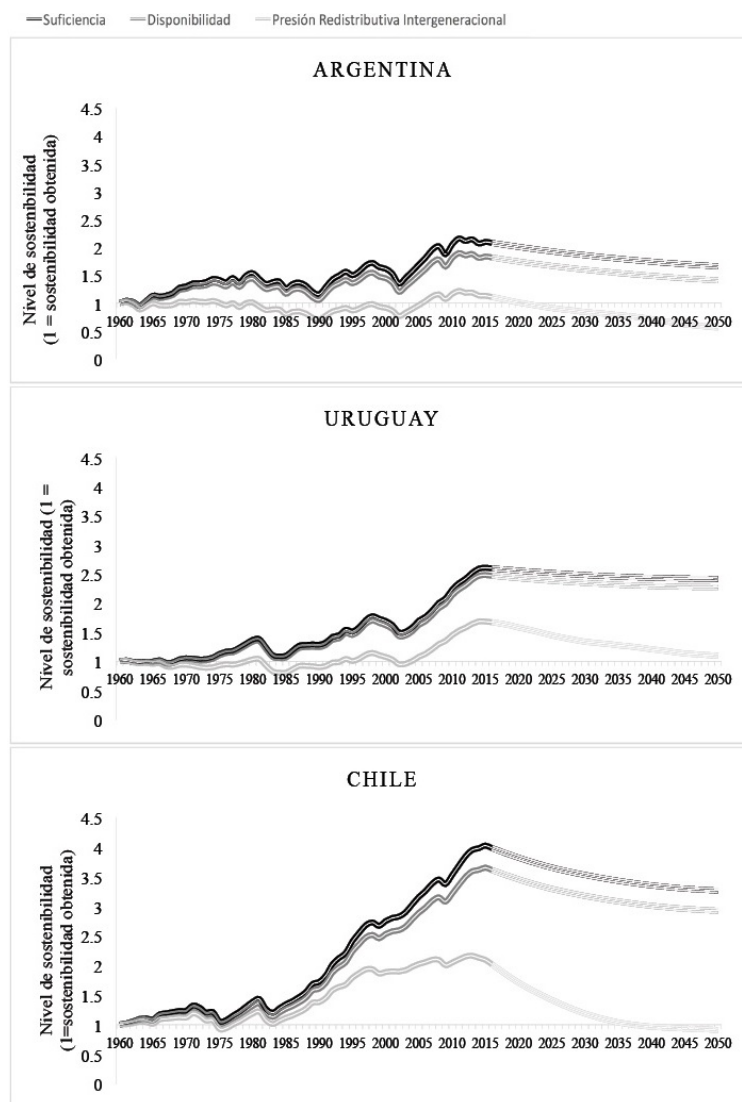 Suficiencia Disponibilidad Presión Redistributiva Intergeneracional
ARGENTINA
Nivel de sostenibilidad
(1 = sostenibilidad obtenida)
4.5
4
3.5
3
2.5
2
1.5
1
0.5
0
1960 1965 1970 1975 1980 1985 1990 1995 2000 2005 2010 2015 2020 2025 2030 2035 2040 2045 2050
URUGUAY
Nivel de sostenibilidad (1 =
sostenibilidad obtenida)
4.5
4
3.5
3
2.5
2
1.5
1
0.5
0
1960 1965 1970 1975 1980 1985 1990 1995 2000 2005 2010 2015 2020 2025 2030 2035 2040 2045 2050
CHILE
Nivel de sostenibilidad
(1=sostenibilidad obtenida)
4.5
4
3.5
3
2.5
2
1.5
1
0.5
0
1960 1965 1970 1975 1980 1985 1990 1995 2000 2005 2010 2015 2020 2025 2030 2035 2040 2045 2050